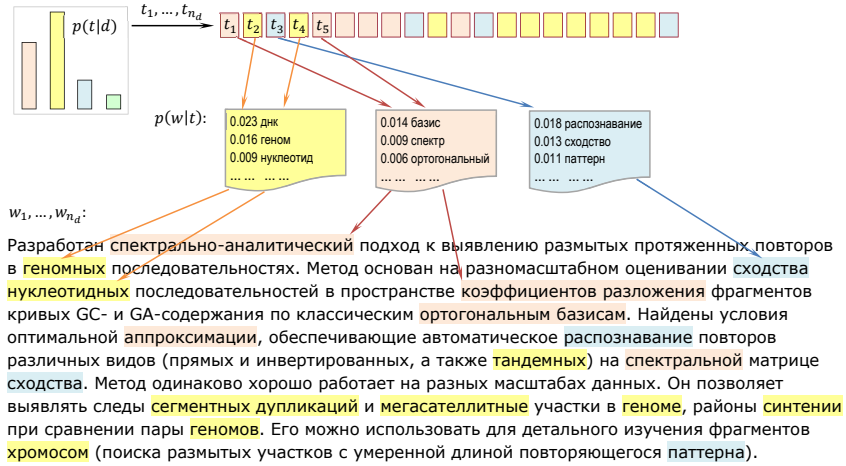 p(t|d)
t₁, …, t_{n_d}
t₁ t₂ t₃ t₄ t₅
p(w|t):
0.023 днк
0.016 геном
0.009 нуклеотид
... ... ... ...
0.014 базис
0.009 спектр
0.006 ортогональный
... ... ... ...
0.018 распознавание
0.013 сходство
0.011 паттерн
... ... ... ...
w₁, …, w_{n_d}:
Разработан спектрально-аналитический подход к выявлению размытых протяженных повторов
в геномных последовательностях. Метод основан на разномасштабном оценивании сходства
нуклеотидных последовательностей в пространстве коэффициентов разложения фрагментов
кривых GC- и GA-содержания по классическим ортогональным базисам. Найдены условия
оптимальной аппроксимации, обеспечивающие автоматическое распознавание повторов
различных видов (прямых и инвертированных, а также тандемных) на спектральной матрице
сходства. Метод одинаково хорошо работает на разных масштабах данных. Он позволяет
выявлять следы сегментных дупликаций и мегасателлитные участки в геноме, районы синтении
при сравнении пары геномов. Его можно использовать для детального изучения фрагментов
хромосом (поиска размытых участков с умеренной длиной повторяющегося паттерна).